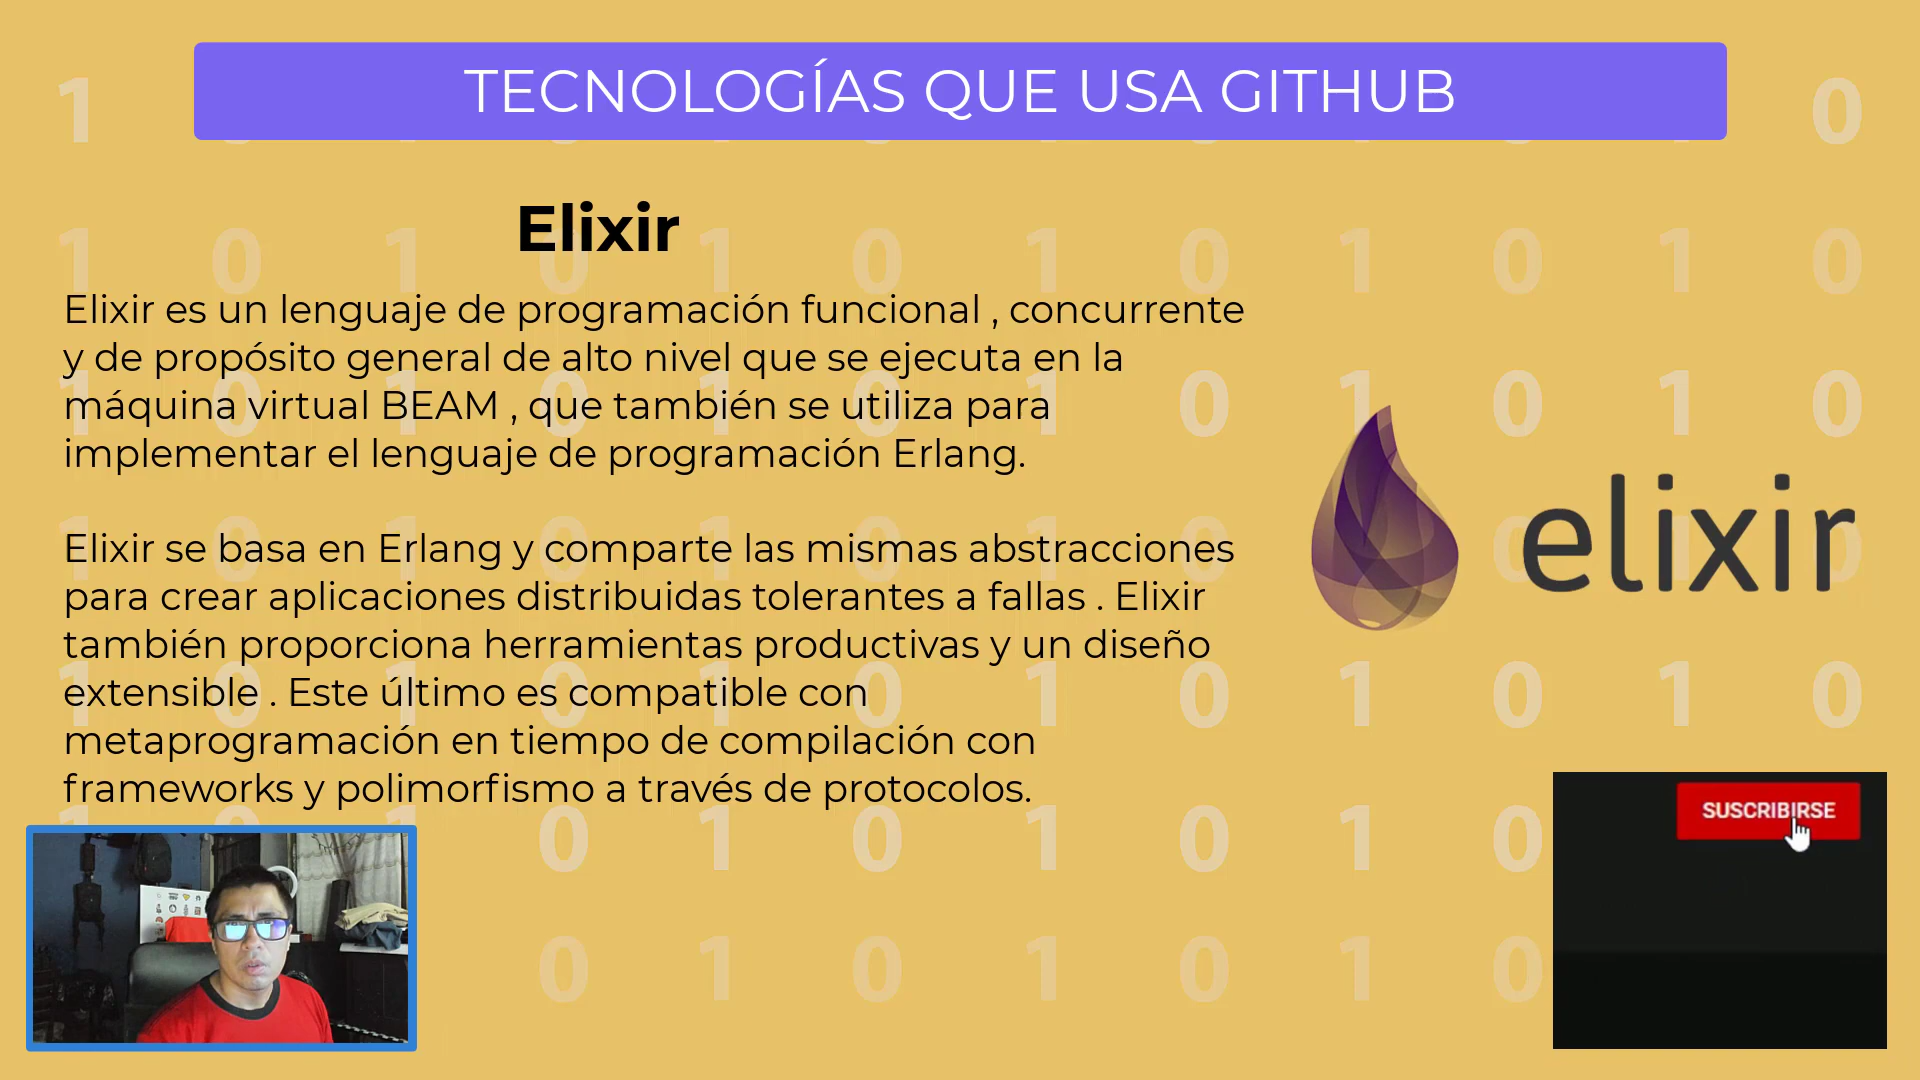 TECNOLOGÍAS QUE USA GITHUB
Elixir
Elixir es un lenguaje de programación funcional , concurrente
y de propósito general de alto nivel que se ejecuta en la
máquina virtual BEAM , que también se utiliza para
implementar el lenguaje de programación Erlang.
Elixir se basa en Erlang y comparte las mismas abstracciones
para crear aplicaciones distribuidas tolerantes a fallas . Elixir
también proporciona herramientas productivas y un diseño
extensible . Este último es compatible con
metaprogramación en tiempo de compilación con
frameworks y polimorfismo a través de protocolos.
elixir
SUSCRIBIRSE